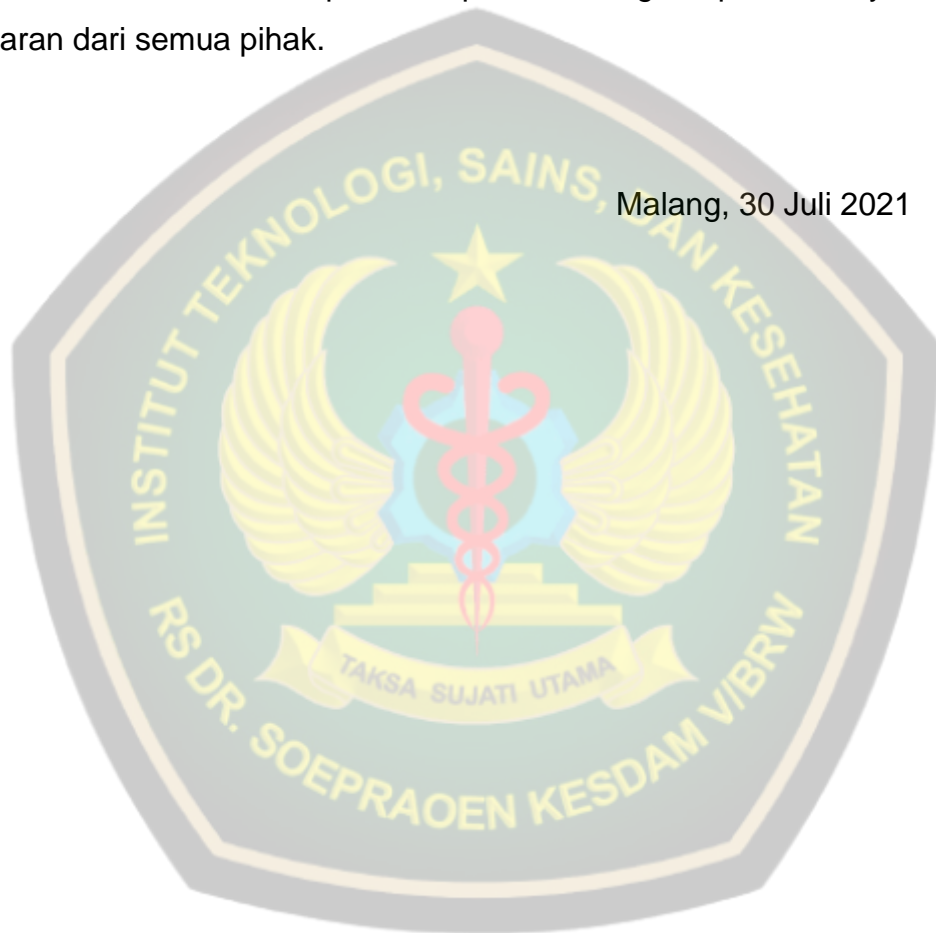 aran dari semua pihak.
Malang, 30 Juli 2021
INSTITUT TEKNOLOGI, SAINS, DAN KESEHATAN
TAKSA SUJATI UTAMA
RS DR. SOEPRAOEN KESDAM V/BRW